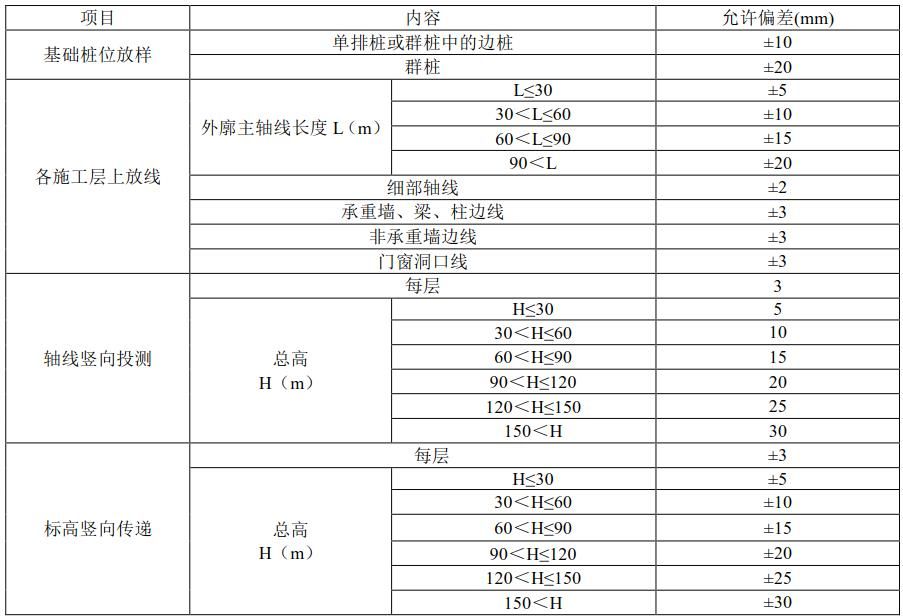 项目 内容 允许偏差(mm)
基础桩位放样 单排桩或群桩中的边桩 ±10
群桩 ±20
各施工层上放线 外廓主轴线长度 L（m） L≤30 ±5
30＜L≤60 ±10
60＜L≤90 ±15
90＜L ±20
细部轴线 ±2
承重墙、梁、柱边线 ±3
非承重墙边线 ±3
门窗洞口线 ±3
轴线竖向投测 每层 3
总高
H（m）
H≤30 5
30＜H≤60 10
60＜H≤90 15
90＜H≤120 20
120＜H≤150 25
150＜H 30
标高竖向传递 每层 ±3
总高
H（m）
H≤30 ±5
30＜H≤60 ±10
60＜H≤90 ±15
90＜H≤120 ±20
120＜H≤150 ±25
150＜H ±30